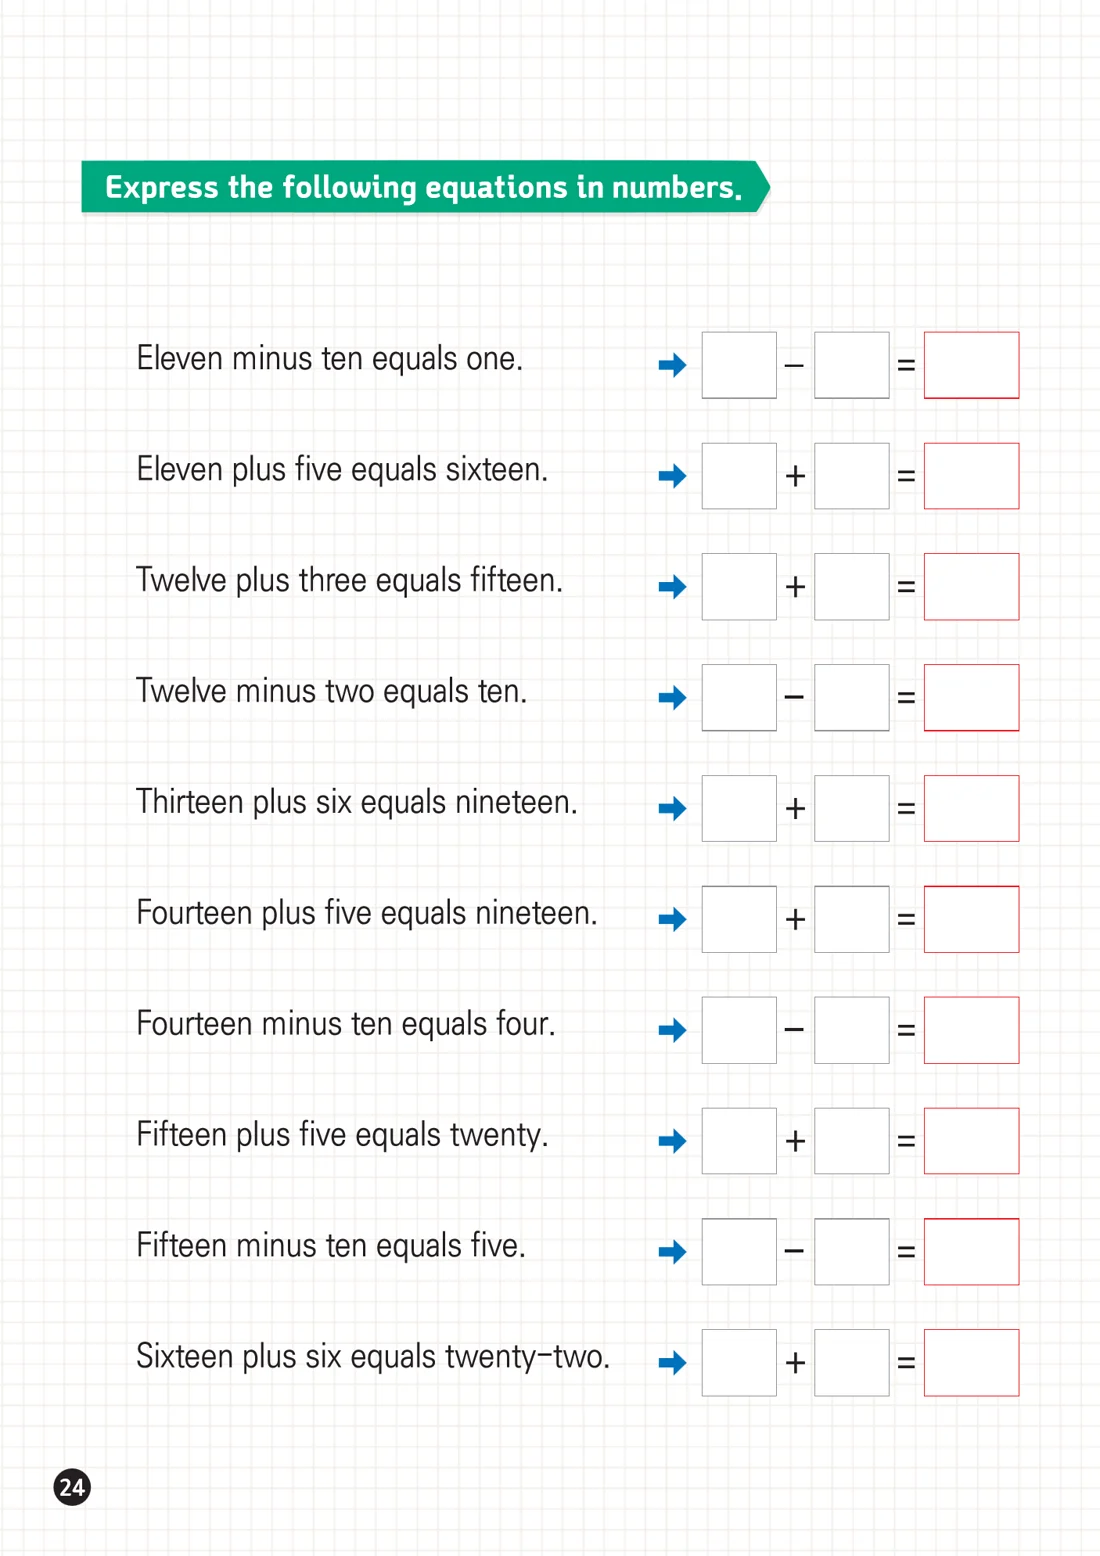 Express the following equations in numbers.
Eleven minus ten equals one. ➡ − =
Eleven plus five equals sixteen. ➡ + =
Twelve plus three equals fifteen. ➡ + =
Twelve minus two equals ten. ➡ − =
Thirteen plus six equals nineteen. ➡ + =
Fourteen plus five equals nineteen. ➡ + =
Fourteen minus ten equals four. ➡ − =
Fifteen plus five equals twenty. ➡ + =
Fifteen minus ten equals five. ➡ − =
Sixteen plus six equals twenty-two. ➡ + =
24